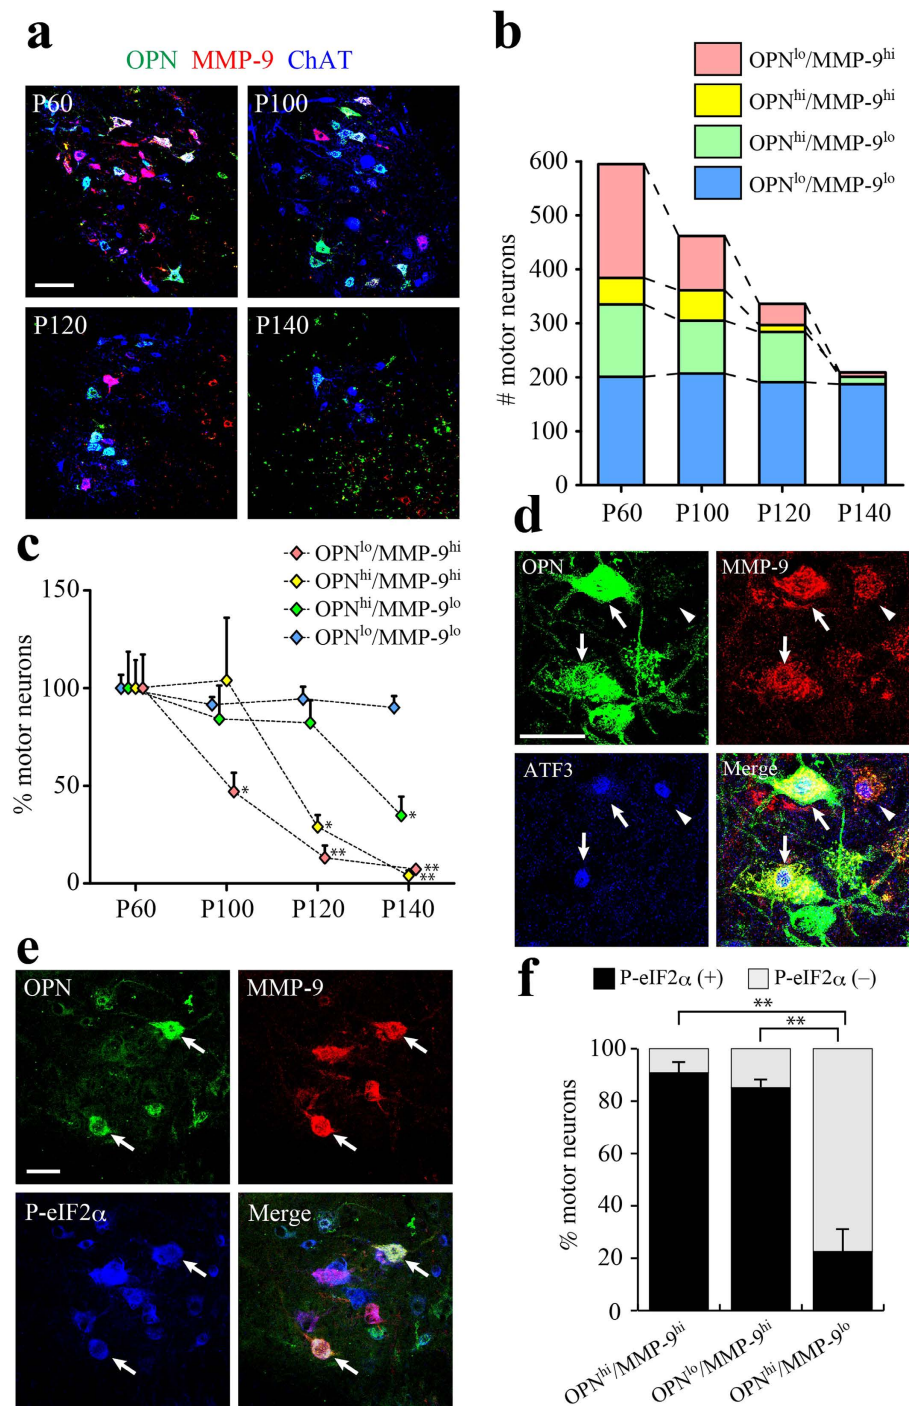 a
OPN MMP-9 ChAT
P60
P100
P120
P140
b
OPNˡᵒ/MMP-9ʰⁱ
OPNʰⁱ/MMP-9ʰⁱ
OPNʰⁱ/MMP-9ˡᵒ
OPNˡᵒ/MMP-9ˡᵒ
# motor neurons
600
500
400
300
200
100
0
P60 P100 P120 P140
c
OPNˡᵒ/MMP-9ʰⁱ
OPNʰⁱ/MMP-9ʰⁱ
OPNʰⁱ/MMP-9ˡᵒ
OPNˡᵒ/MMP-9ˡᵒ
% motor neurons
150
100
50
0
*
*
**
*
**
**
P60 P100 P120 P140
d
OPN
MMP-9
ATF3
Merge
e
OPN
MMP-9
P-eIF2α
Merge
f
P-eIF2α (+) P-eIF2α (–)
**
**
% motor neurons
100
80
60
40
20
0
OPNʰⁱ/MMP-9ʰⁱ
OPNˡᵒ/MMP-9ʰⁱ
OPNʰⁱ/MMP-9ˡᵒ